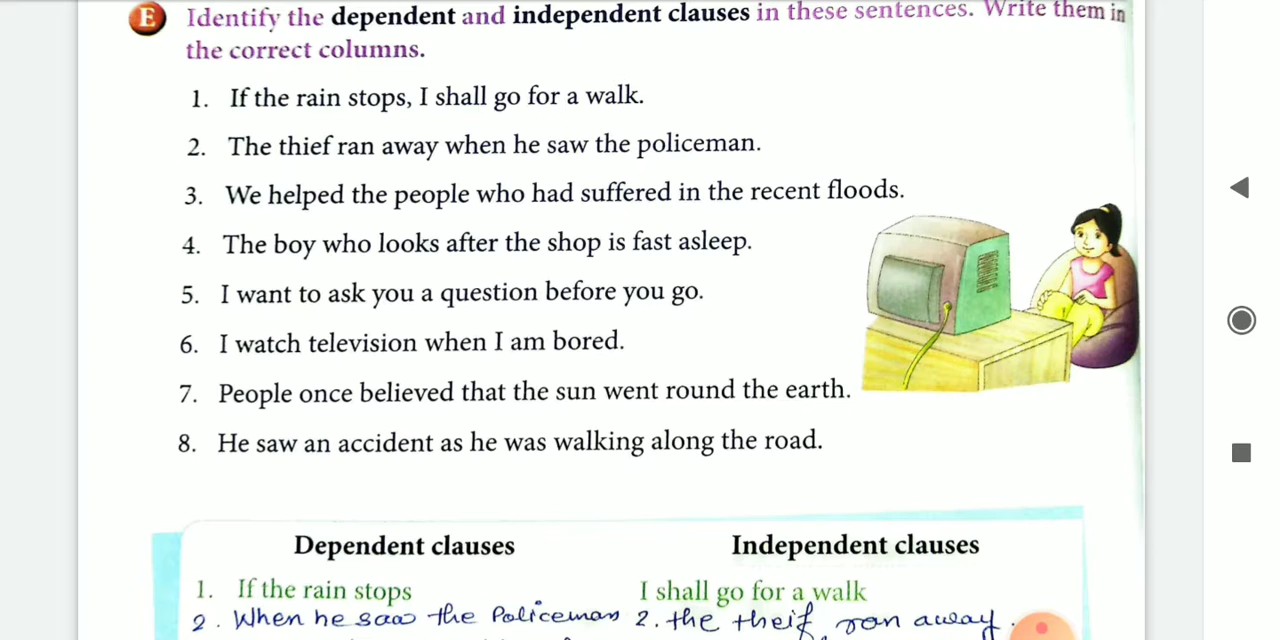 E Identify the dependent and independent clauses in these sentences. Write them in
the correct columns.
1. If the rain stops, I shall go for a walk.
2. The thief ran away when he saw the policeman.
3. We helped the people who had suffered in the recent floods.
4. The boy who looks after the shop is fast asleep.
5. I want to ask you a question before you go.
6. I watch television when I am bored.
7. People once believed that the sun went round the earth.
8. He saw an accident as he was walking along the road.
Dependent clauses Independent clauses
1. If the rain stops I shall go for a walk
2. When he saw the Policeman 2. the theif ran away.